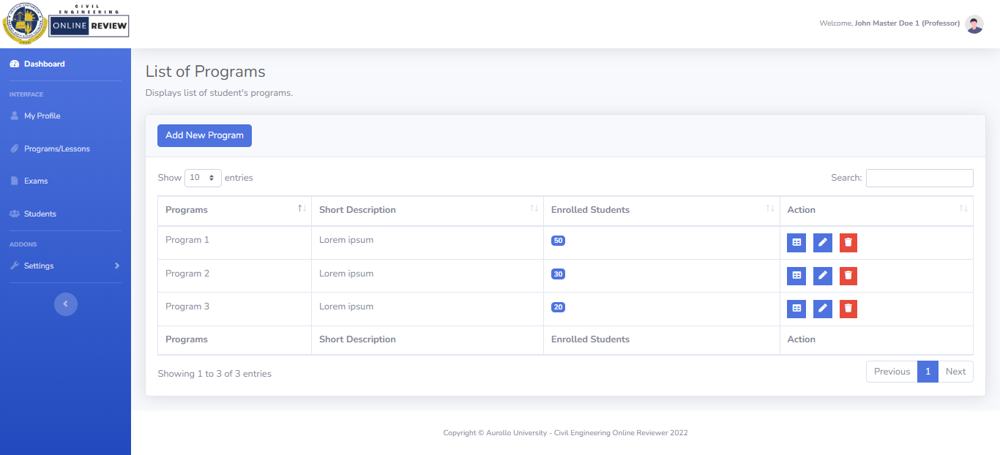 CIVIL
ENGINEERING
ONLINE REVIEW
Welcome, John Master Doe 1 (Professor)
Dashboard
INTERFACE
My Profile
Programs/Lessons
Exams
Students
ADDONS
Settings
List of Programs
Displays list of student's programs.
Add New Program
Show 10 entries
Search:
Programs Short Description Enrolled Students Action
Program 1 Lorem ipsum 50
Program 2 Lorem ipsum 30
Program 3 Lorem ipsum 20
Programs Short Description Enrolled Students Action
Showing 1 to 3 of 3 entries
Previous 1 Next
Copyright © Aurollo University - Civil Engineering Online Reviewer 2022